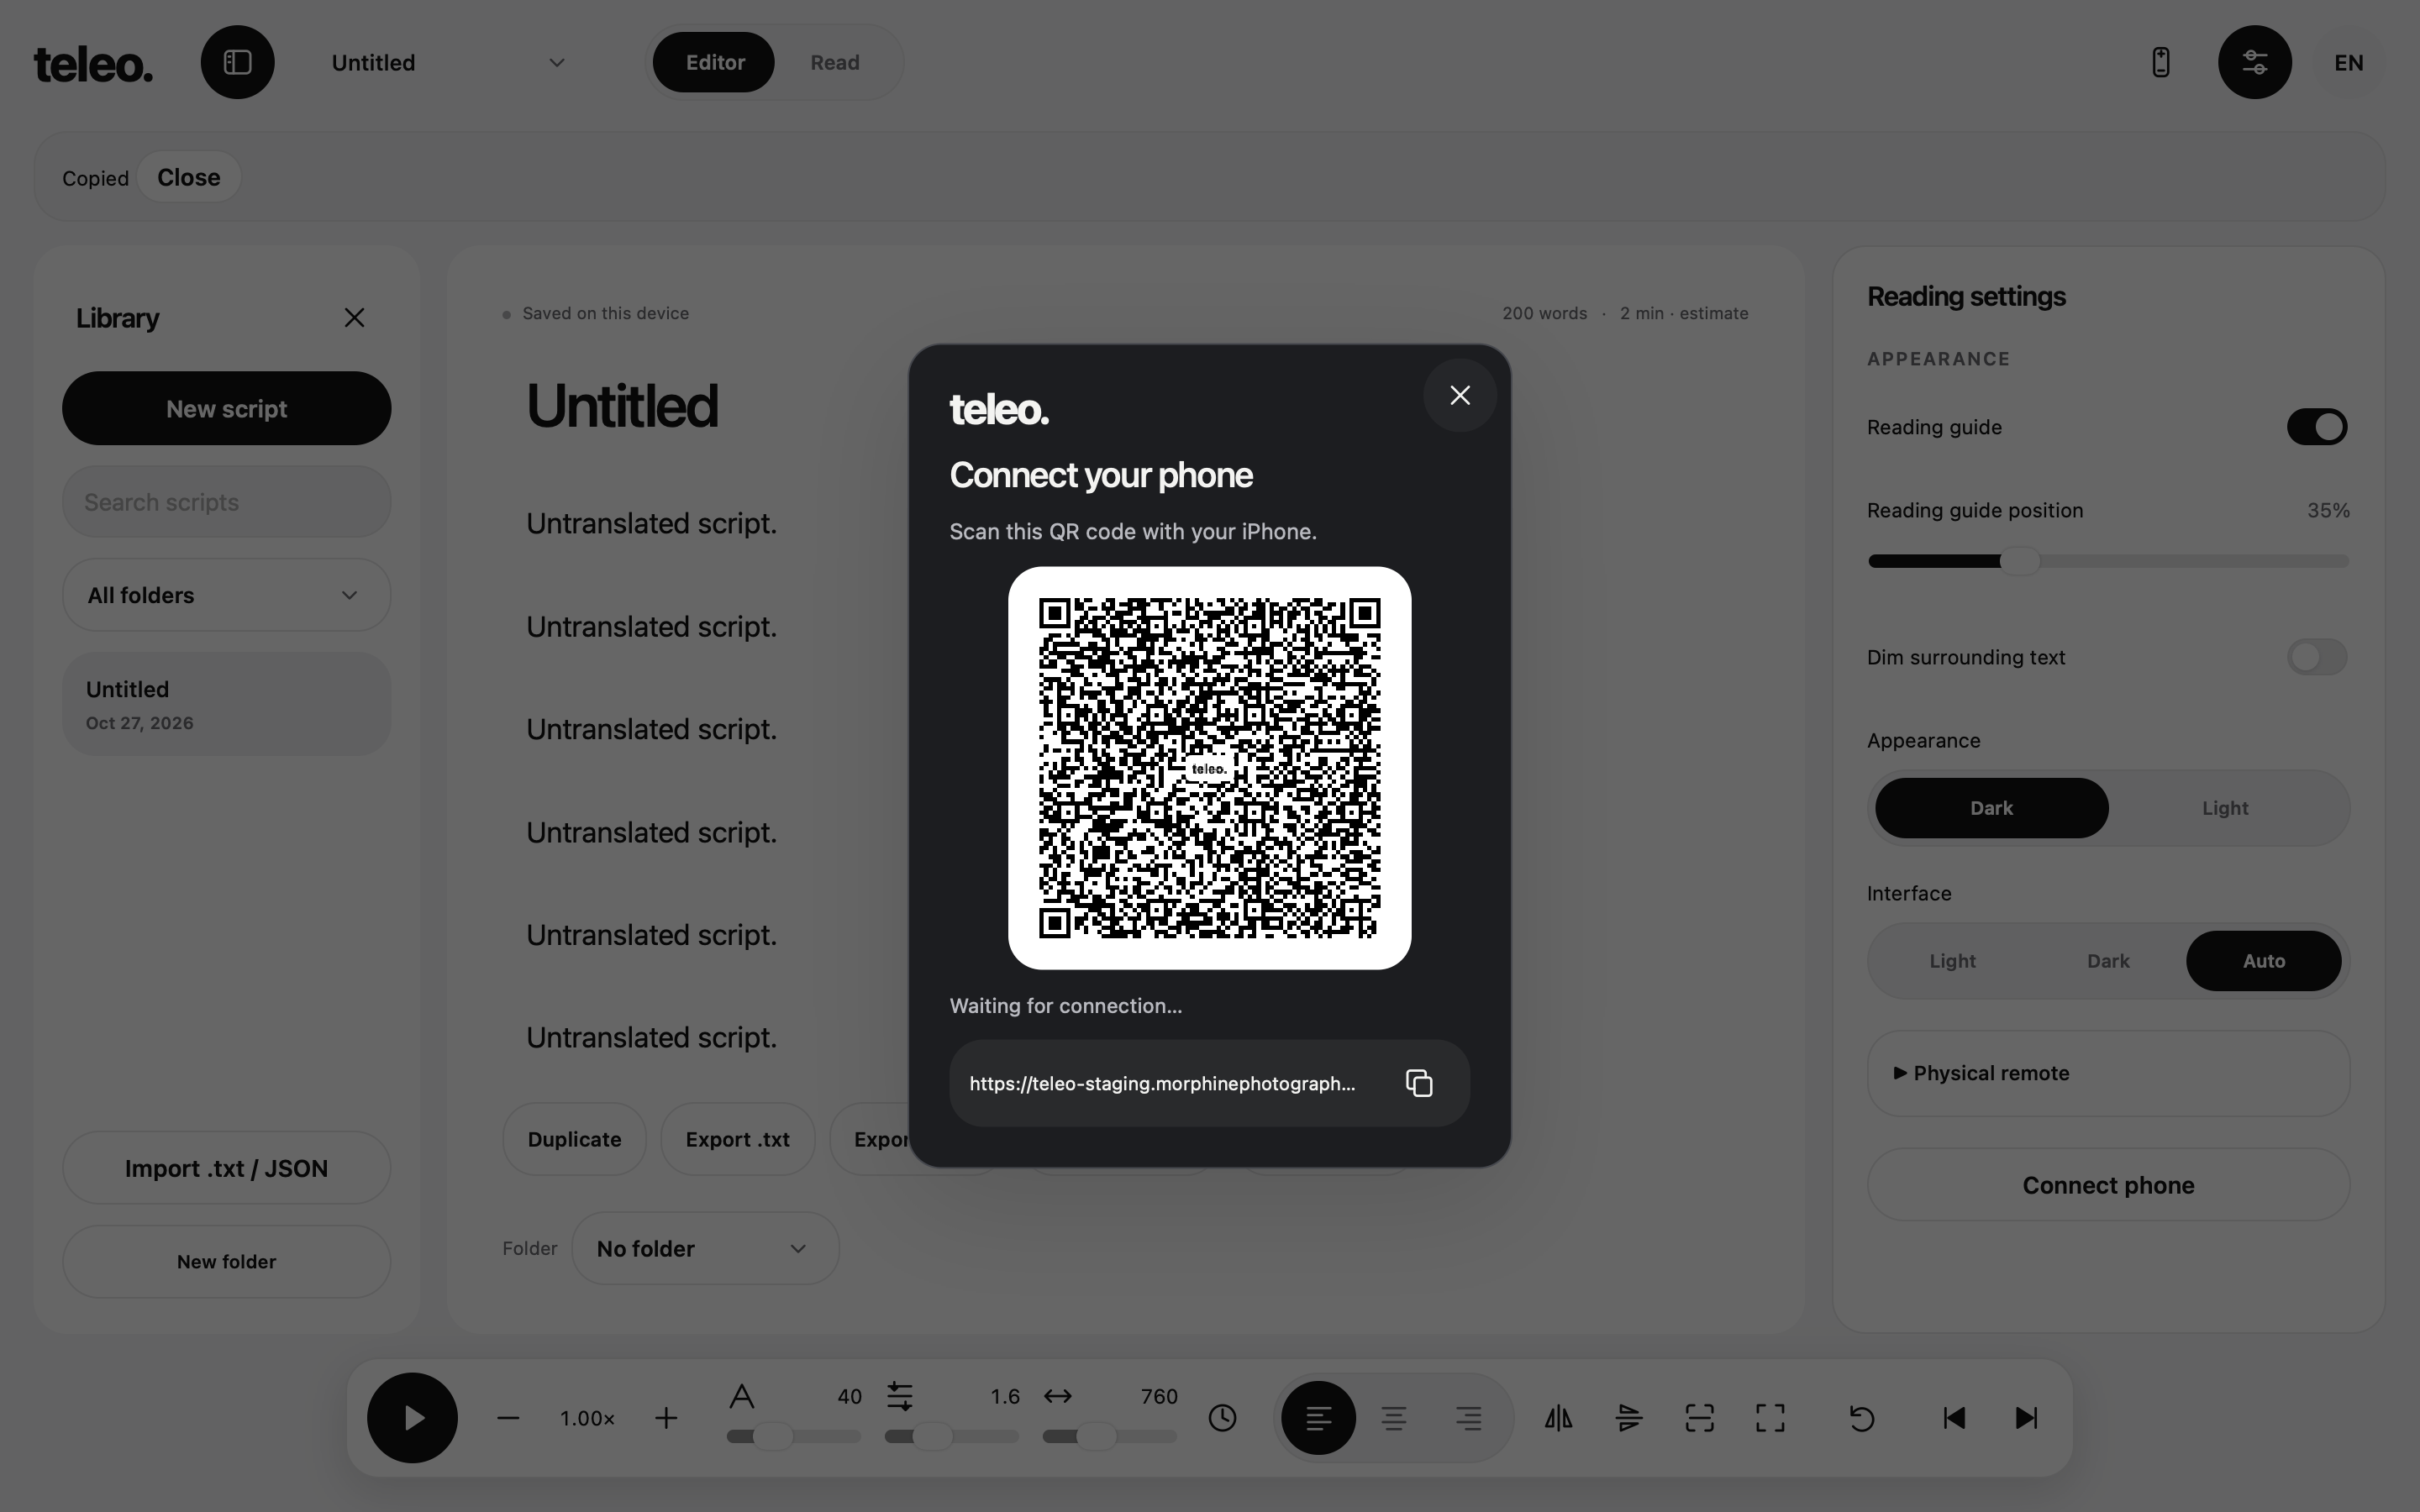 teleo.
Untitled
Editor
Read
EN
Copied
Close
Library
New script
Search scripts
All folders
Untitled
Oct 27, 2026
Import .txt / JSON
New folder
Saved on this device
200 words · 2 min · estimate
Untitled
Untranslated script.
Untranslated script.
Untranslated script.
Untranslated script.
Untranslated script.
Untranslated script.
Duplicate
Export .txt
Folder
No folder
teleo.
Connect your phone
Scan this QR code with your iPhone.
teleo.
Waiting for connection...
https://teleo-staging.morphinephotograph...
Reading settings
APPEARANCE
Reading guide
Reading guide position
35%
Dim surrounding text
Appearance
Dark
Light
Interface
Light
Dark
Auto
Physical remote
Connect phone
1.00×
40
1.6
760